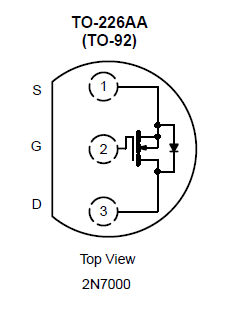 TO-226AA
(TO-92)
S 1
G 2
D 3
Top View
2N7000